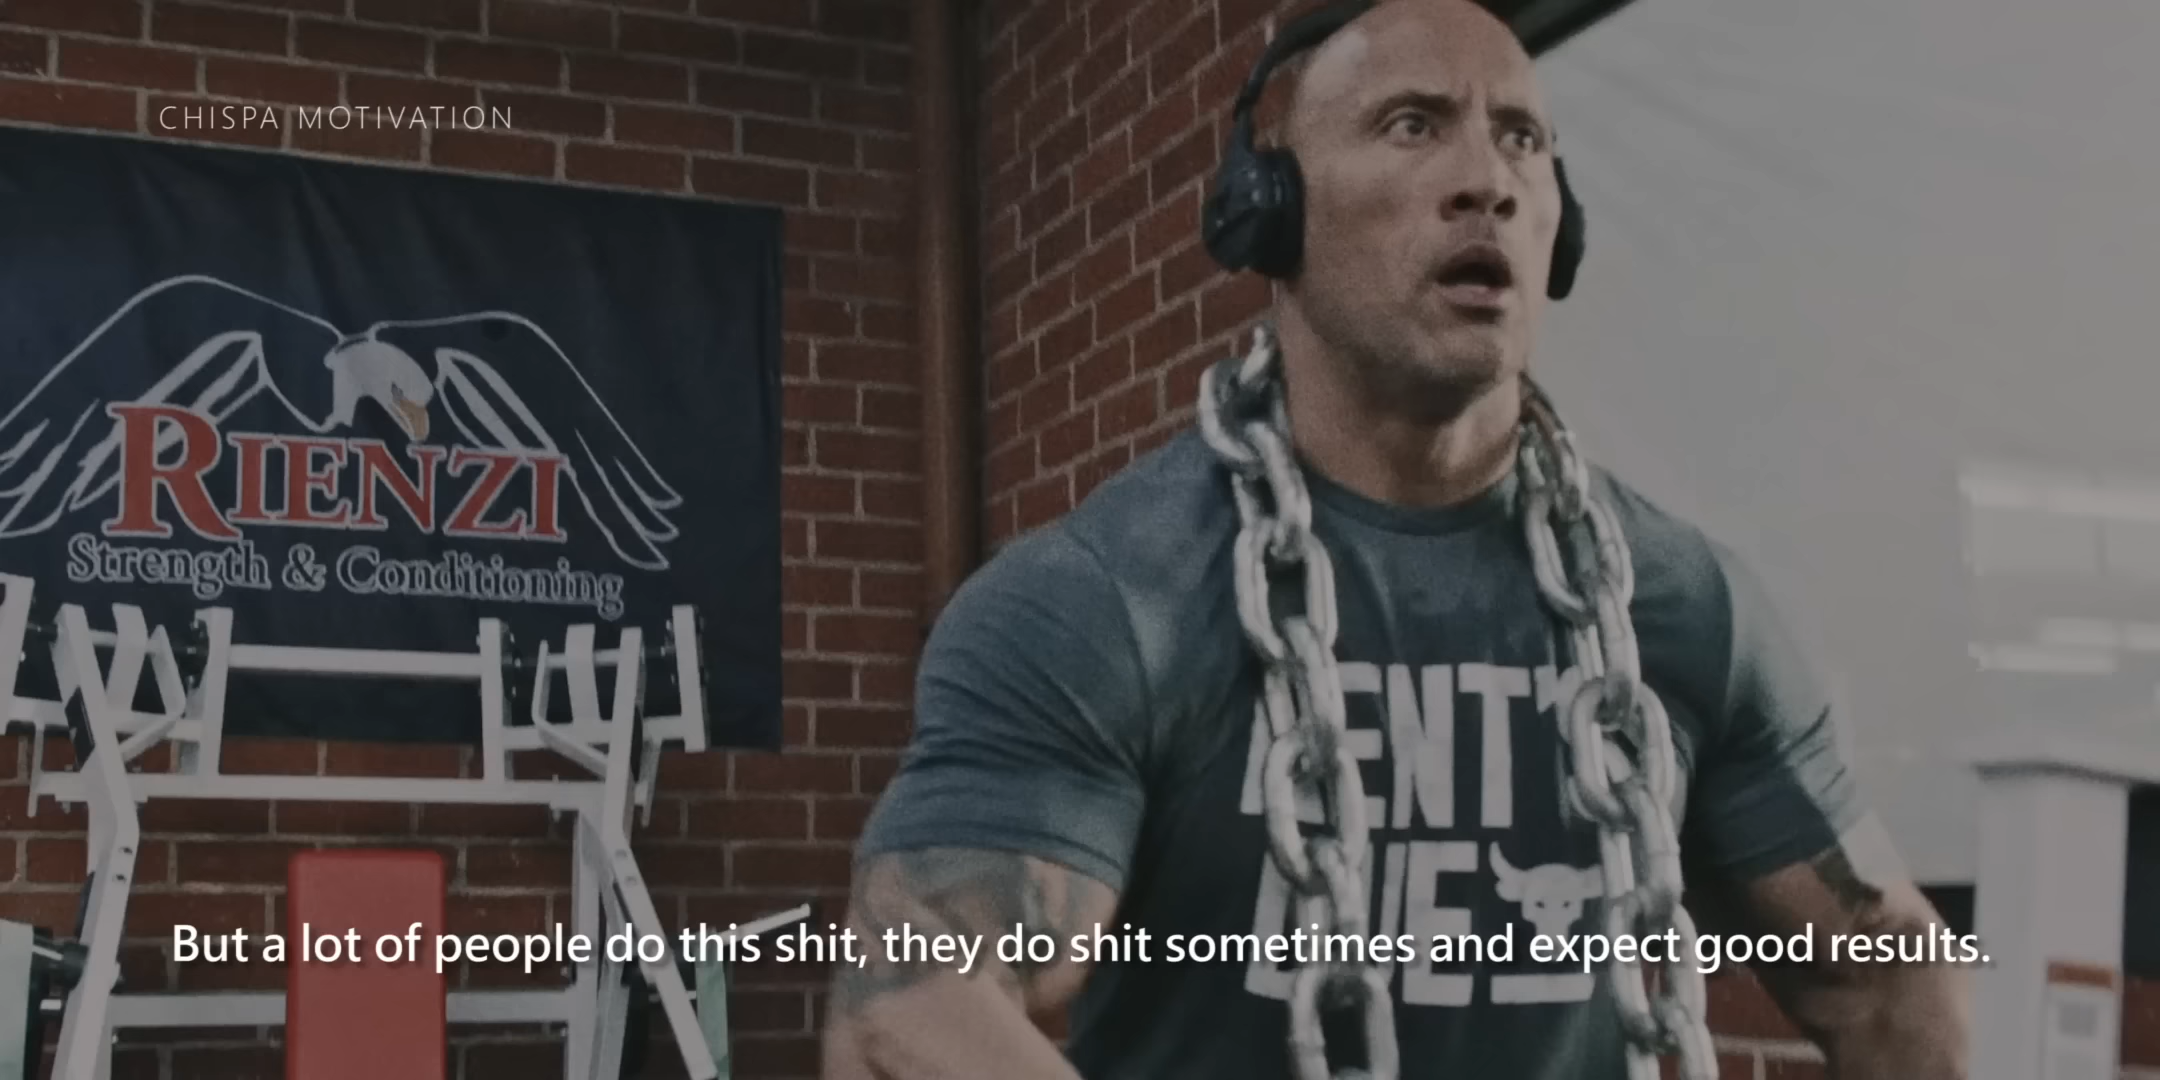 CHISPA MOTIVATION
RIENZI
Strength & Conditioning
But a lot of people do this shit, they do shit sometimes and expect good results.